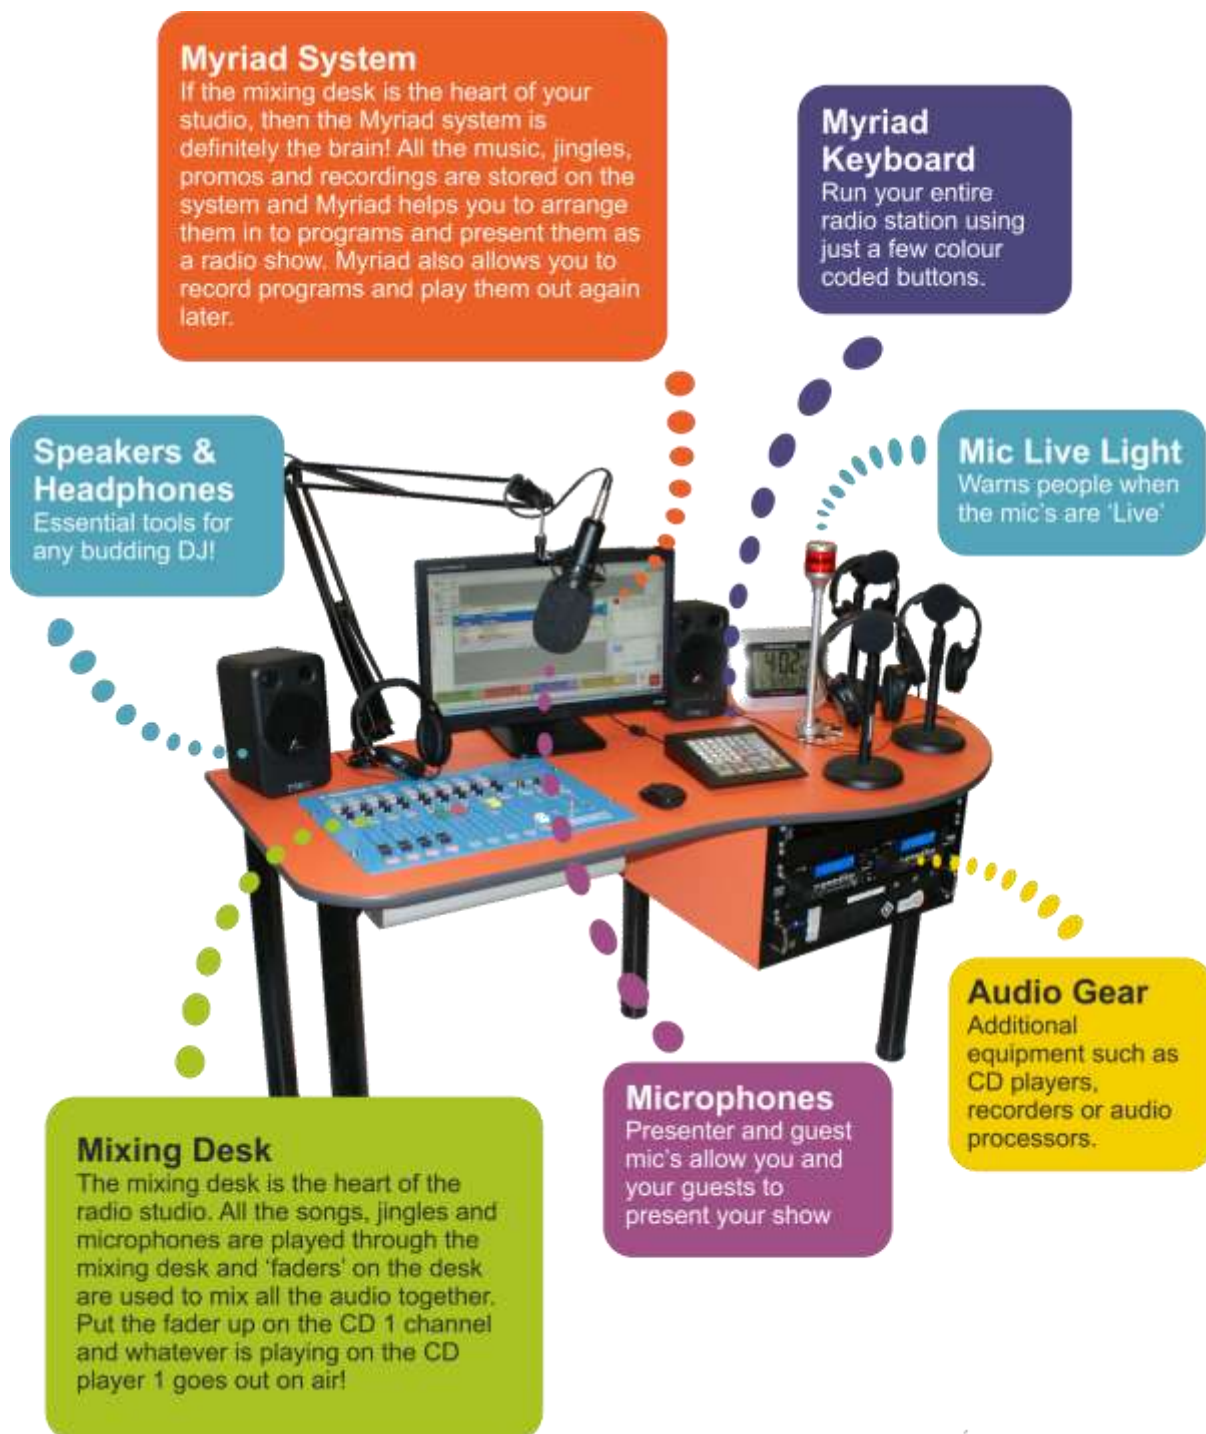 Myriad System
If the mixing desk is the heart of your
studio, then the Myriad system is
definitely the brain! All the music, jingles,
promos and recordings are stored on the
system and Myriad helps you to arrange
them in to programs and present them as
a radio show. Myriad also allows you to
record programs and play them out again
later.
Myriad
Keyboard
Run your entire
radio station using
just a few colour
coded buttons.
Speakers &
Headphones
Essential tools for
any budding DJ!
Mic Live Light
Warns people when
the mic's are ‘Live’
4:02
Audio Gear
Additional
equipment such as
CD players,
recorders or audio
processors.
Microphones
Presenter and guest
mic's allow you and
your guests to
present your show
Mixing Desk
The mixing desk is the heart of the
radio studio. All the songs, jingles and
microphones are played through the
mixing desk and ‘faders’ on the desk
are used to mix all the audio together.
Put the fader up on the CD 1 channel
and whatever is playing on the CD
player 1 goes out on air!